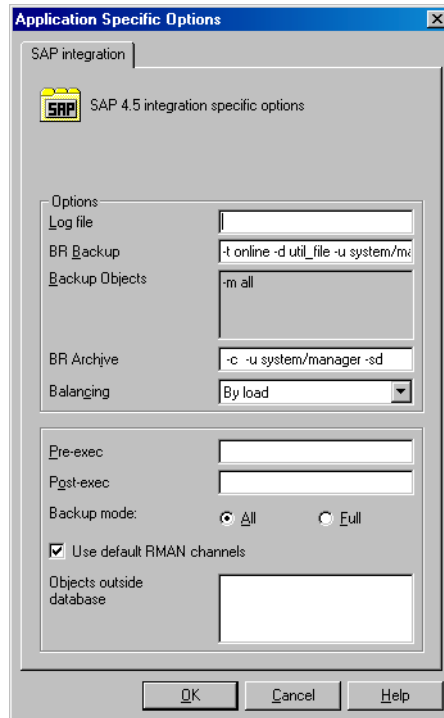 Application Specific Options
SAP integration
SAP SAP 4.5 integration specific options
Options
Log file
BR Backup -t online -d util_file -u system/ma
Backup Objects -m all
BR Archive -c -u system/manager -sd
Balancing By load
Pre-exec
Post-exec
Backup mode: All Full
Use default RMAN channels
Objects outside
database
OK Cancel Help